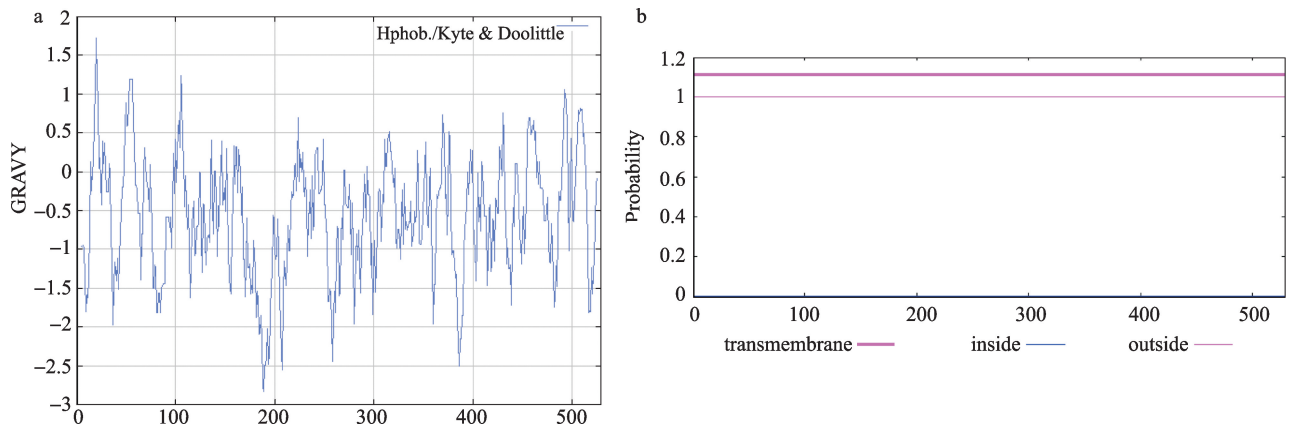 a
2
Hphob./Kyte & Doolittle
1.5
1
0.5
0
−0.5
−1
−1.5
−2
−2.5
−3
GRAVY
0 100 200 300 400 500
b
1.2
1
0.8
0.6
0.4
0.2
0
Probability
0 100 200 300 400 500
transmembrane inside outside